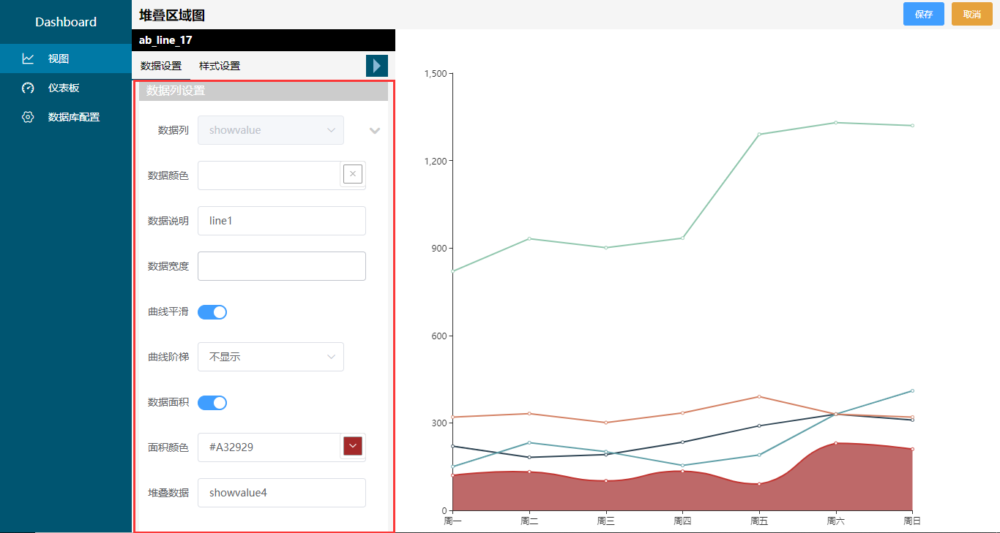 Dashboard
视图
仪表板
数据库配置
堆叠区域图
保存
取消
ab_line_17
数据设置
样式设置
数据列设置
数据列
showvalue
数据颜色
数据说明
line1
数据宽度
曲线平滑
曲线阶梯
不显示
数据面积
面积颜色
#A32929
堆叠数据
showvalue4
1,500
1,200
900
600
300
0
周一
周二
周三
周四
周五
周六
周日